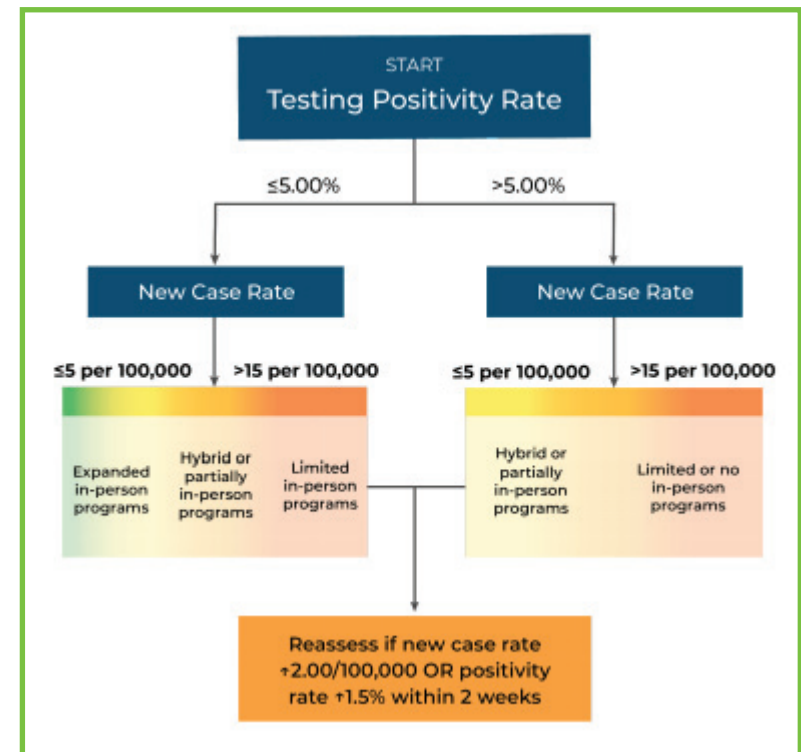 START
Testing Positivity Rate
≤5.00%
>5.00%
New Case Rate
New Case Rate
≤5 per 100,000
>15 per 100,000
≤5 per 100,000
>15 per 100,000
Expanded
in-person
programs
Hybrid or
partially
in-person
programs
Limited
in-person
programs
Hybrid or
partially
in-person
programs
Limited or no
in-person
programs
Reassess if new case rate
↑2.00/100,000 OR positivity
rate ↑1.5% within 2 weeks